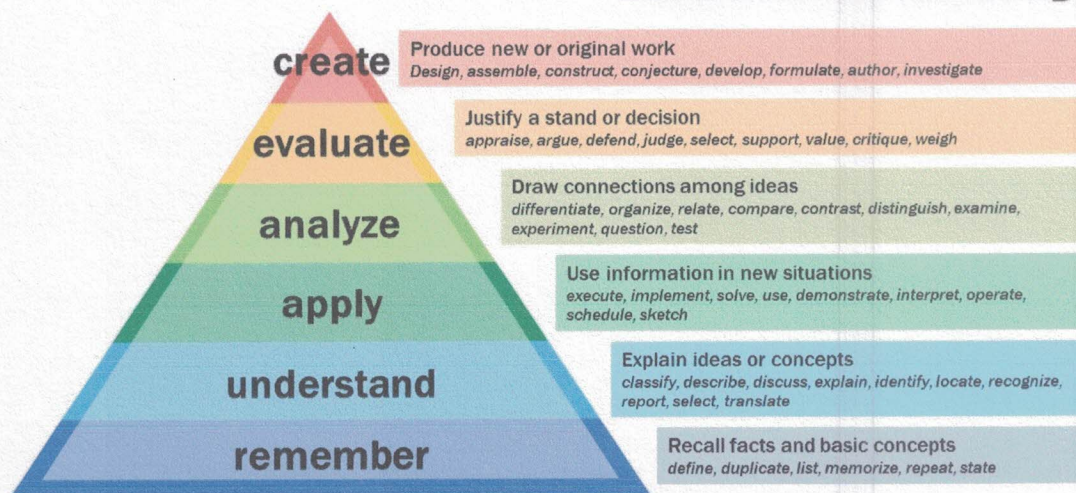 create
Produce new or original work
Design, assemble, construct, conjecture, develop, formulate, author, investigate
evaluate
Justify a stand or decision
appraise, argue, defend, judge, select, support, value, critique, weigh
analyze
Draw connections among ideas
differentiate, organize, relate, compare, contrast, distinguish, examine,
experiment, question, test
apply
Use information in new situations
execute, implement, solve, use, demonstrate, interpret, operate,
schedule, sketch
understand
Explain ideas or concepts
classify, describe, discuss, explain, identify, locate, recognize,
report, select, translate
remember
Recall facts and basic concepts
define, duplicate, list, memorize, repeat, state